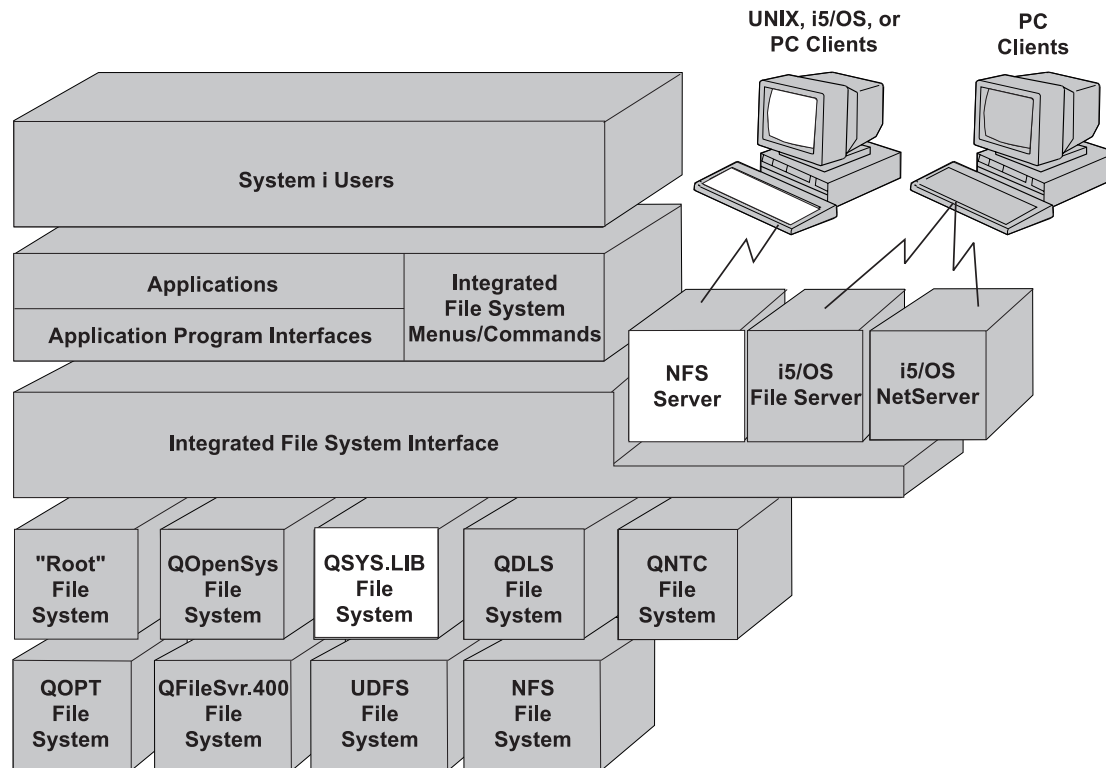 UNIX, i5/OS, or
PC Clients
PC
Clients
System i Users
Applications
Application Program Interfaces
Integrated
File System
Menus/Commands
NFS
Server
i5/OS
File Server
i5/OS
NetServer
Integrated File System Interface
"Root"
File
System
QOpenSys
File
System
QSYS.LIB
File
System
QDLS
File
System
QNTC
File
System
QOPT
File
System
QFileSvr.400
File
System
UDFS
File
System
NFS
File
System